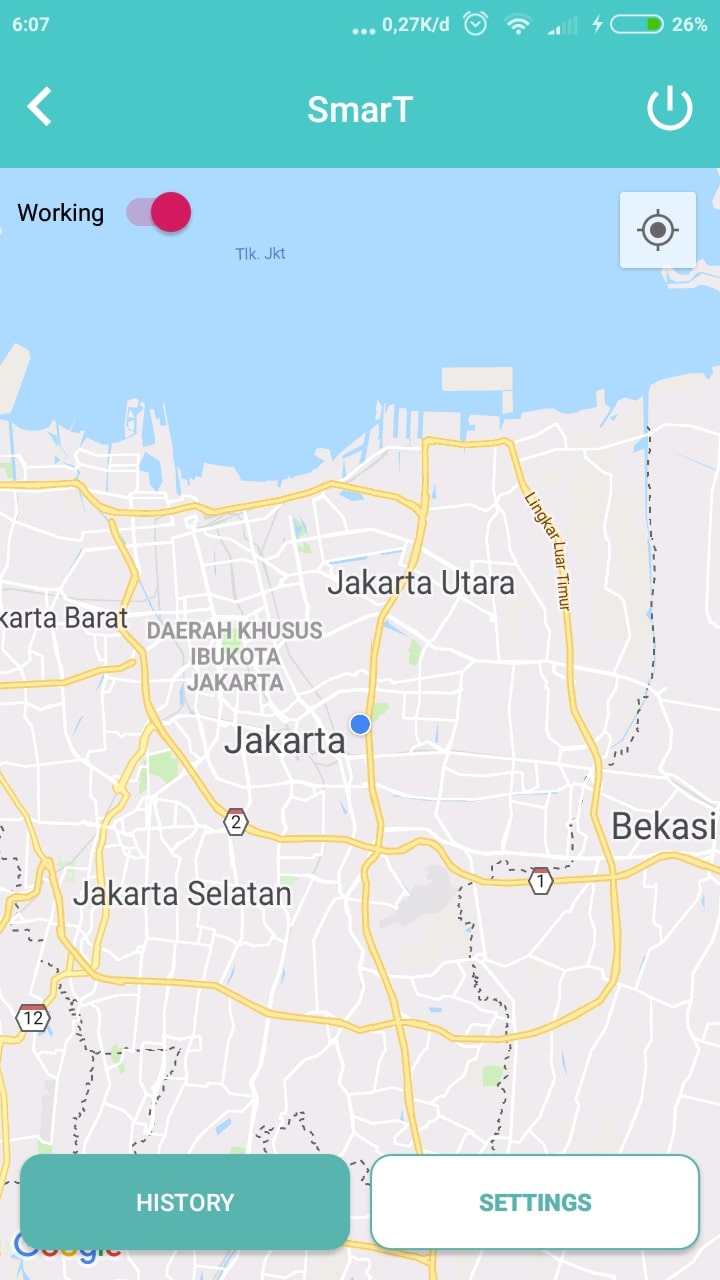 6:07
... 0,27K/d
26%
SmarT
Working
Tlk. Jkt
Lingkar Luar Timur
Jakarta Utara
karta Barat
DAERAH KHUSUS
IBUKOTA
JAKARTA
Jakarta
2
Bekasi
1
Jakarta Selatan
12
HISTORY
SETTINGS
Google